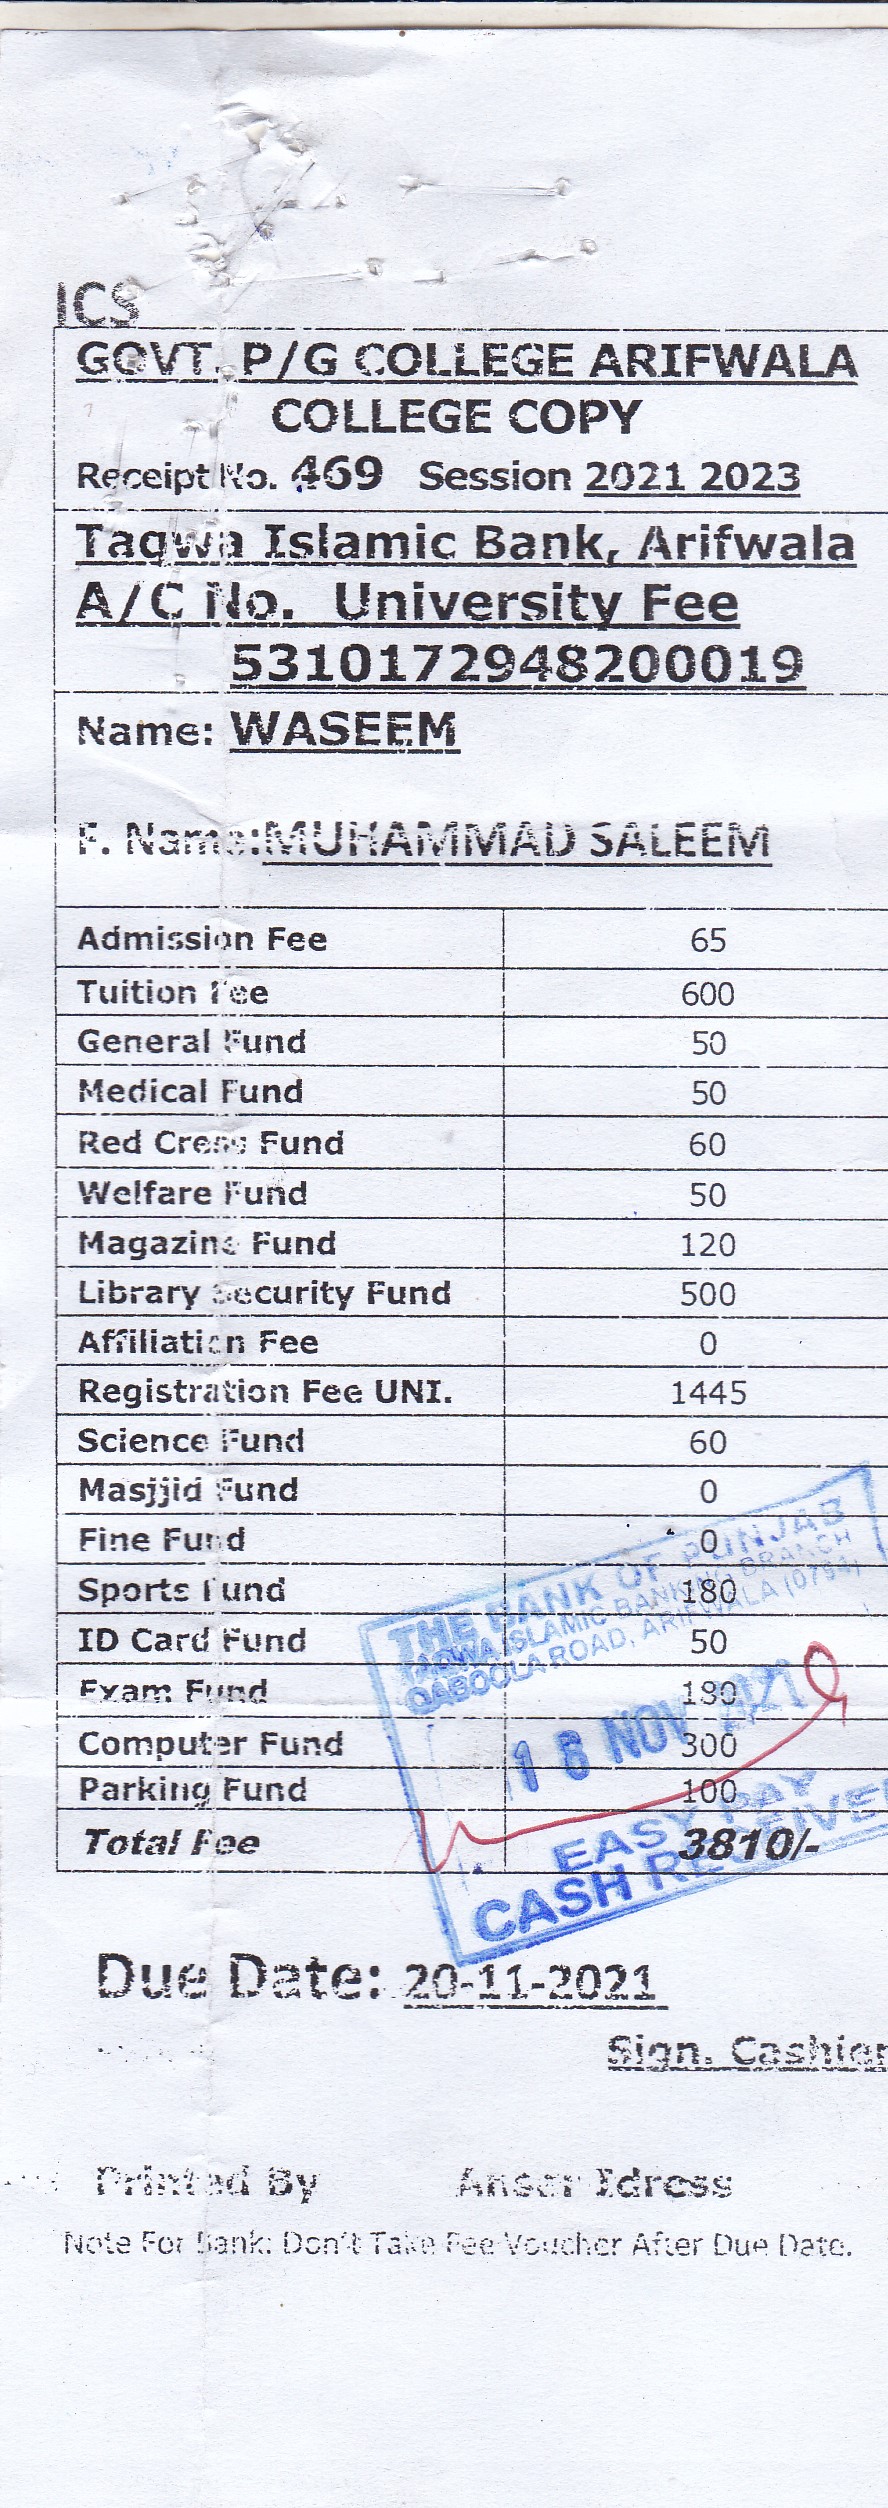 ICS
GOVT. P/G COLLEGE ARIFWALA
COLLEGE COPY
Receipt No. 469 Session 2021 2023
Taqwa Islamic Bank, Arifwala
A/C No. University Fee
5310172948200019
Name: WASEEM
F. Name:MUHAMMAD SALEEM
Admission Fee 65
Tuition Fee 600
General Fund 50
Medical Fund 50
Red Cress Fund 60
Welfare Fund 50
Magazine Fund 120
Library Security Fund 500
Affiliation Fee 0
Registration Fee UNI. 1445
Science Fund 60
Masjjid Fund 0
Fine Fund 0
Sports Fund 180
ID Card Fund 50
Exam Fund 180
Computer Fund 300
Parking Fund 100
Total Fee 3810/-
THE BANK OF PUNJAB
TAQWA ISLAMIC BANKING BRANCH
QABOOLA ROAD, ARIFWALA (0754)
16 NOV 2021
EASY PAY
CASH RECEIVE
Due Date: 20-11-2021
Sign. Cashier
Printed By Anser Idress
Note For Bank: Don't Take Fee Voucher After Due Date.